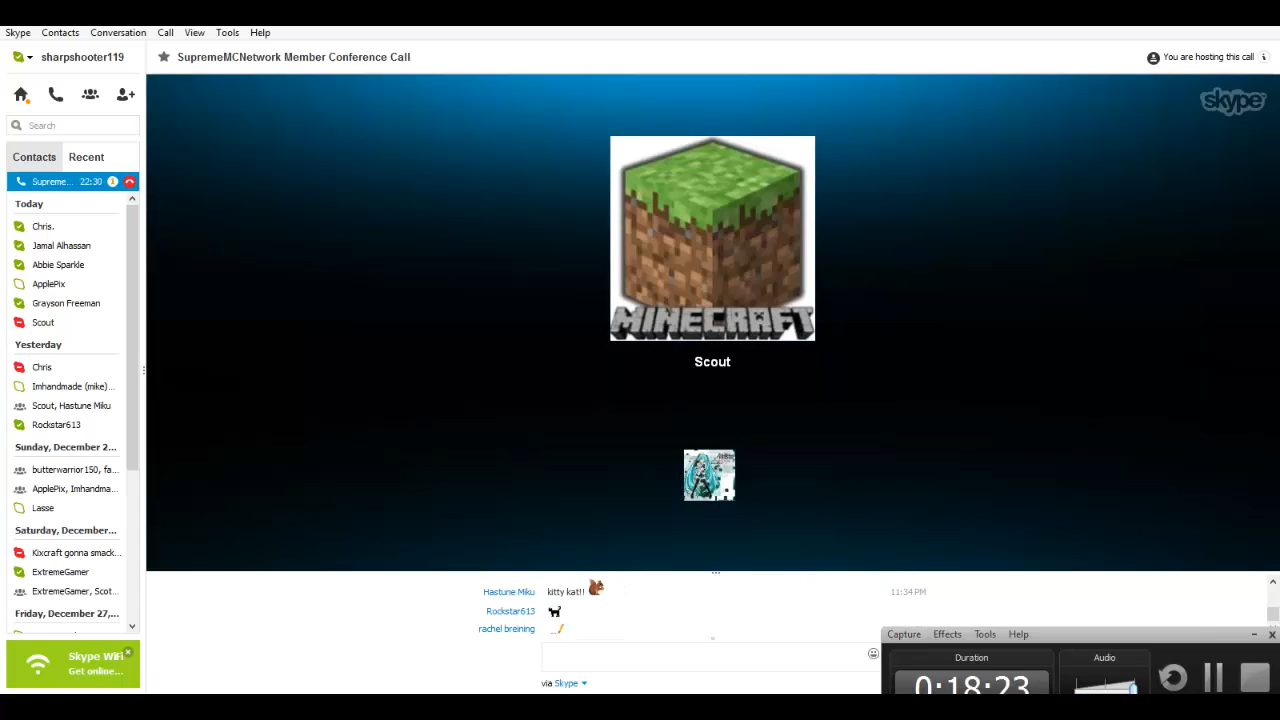 Skype Contacts Conversation Call View Tools Help
sharpshooter119
SupremeMCNetwork Member Conference Call
You are hosting this call
skype
Search
Contacts Recent
Supreme... 22:30
Today
Chris.
Jamal Alhassan
Abbie Sparkle
ApplePix
Grayson Freeman
Scout
Yesterday
Chris
Imhandmade (mike)...
Scout, Hastune Miku
Rockstar613
Sunday, December 2...
butterwarrior150, fa...
ApplePix, Imhandma...
Lasse
Saturday, December...
Kixcraft gonna smack...
ExtremeGamer
ExtremeGamer, Scot...
Friday, December 27,...
Skype WiFi
Get online...
MINECRAFT
Scout
Hastune Miku kitty kat!! 11:34 PM
Rockstar613
rachel breining
via Skype
Capture Effects Tools Help
Duration Audio
0:18:23